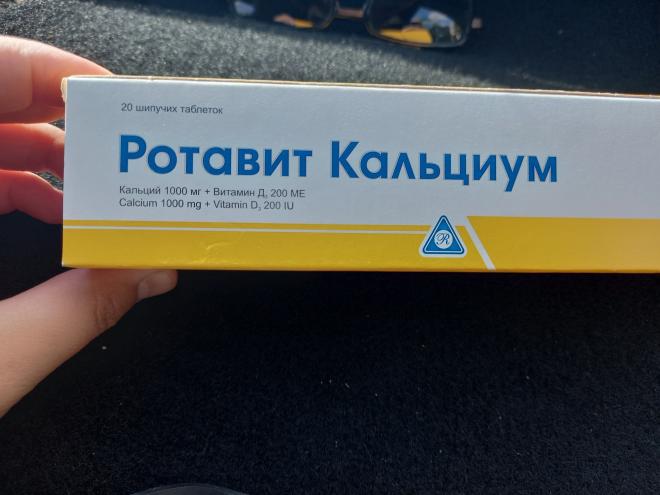 20 шипучих таблеток
Ротавит Кальциум
Кальций 1000 мг + Витамин Д₃ 200 МЕ
Calcium 1000 mg + Vitamin D₃ 200 IU
R